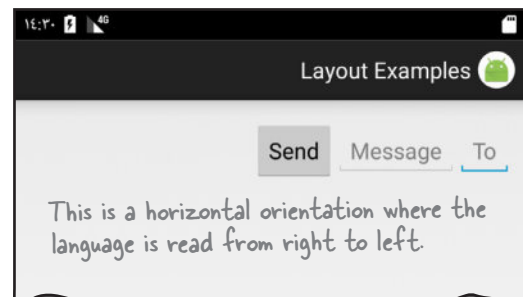 ١٤:٣٠ 4G
Layout Examples
Send Message To
This is a horizontal orientation where the
language is read from right to left.